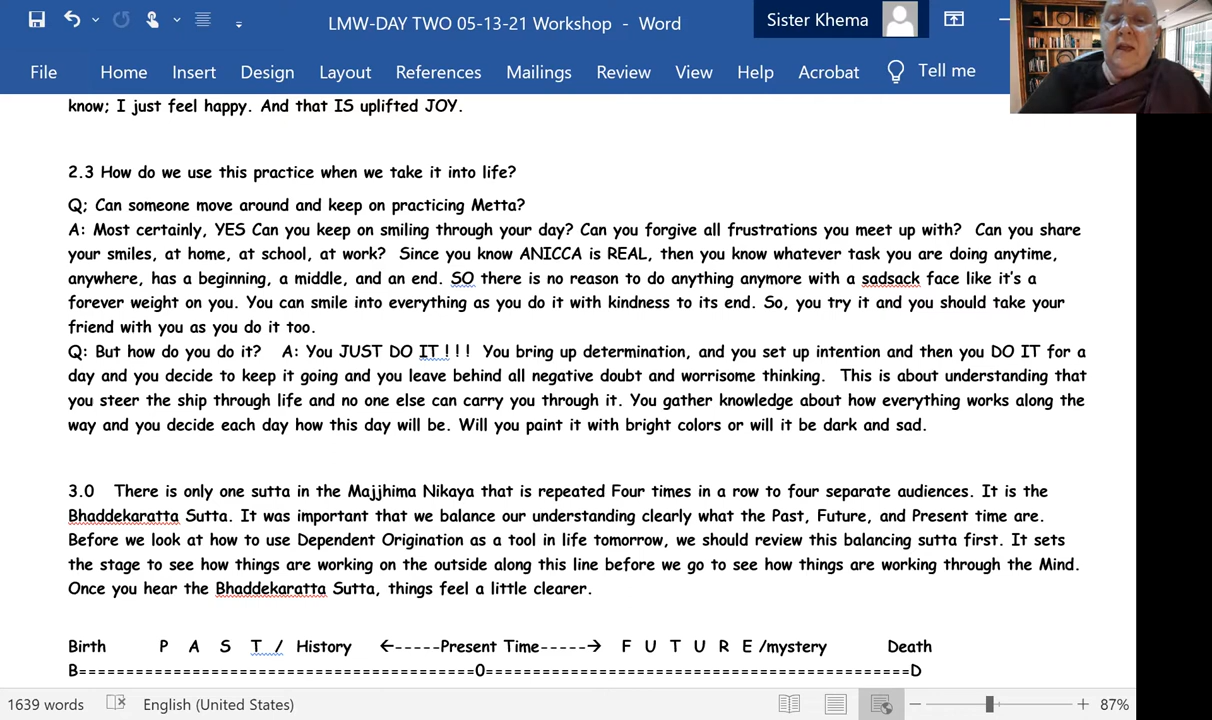 LMW-DAY TWO 05-13-21 Workshop - Word
Sister Khema
File Home Insert Design Layout References Mailings Review View Help Acrobat Tell me
know; I just feel happy. And that IS uplifted JOY.
2.3 How do we use this practice when we take it into life?
Q; Can someone move around and keep on practicing Metta?
A: Most certainly, YES Can you keep on smiling through your day? Can you forgive all frustrations you meet up with? Can you share
your smiles, at home, at school, at work? Since you know ANICCA is REAL, then you know whatever task you are doing anytime,
anywhere, has a beginning, a middle, and an end. SO there is no reason to do anything anymore with a sadsack face like it's a
forever weight on you. You can smile into everything as you do it with kindness to its end. So, you try it and you should take your
friend with you as you do it too.
Q: But how do you do it? A: You JUST DO IT ! ! ! You bring up determination, and you set up intention and then you DO IT for a
day and you decide to keep it going and you leave behind all negative doubt and worrisome thinking. This is about understanding that
you steer the ship through life and no one else can carry you through it. You gather knowledge about how everything works along the
way and you decide each day how this day will be. Will you paint it with bright colors or will it be dark and sad.
3.0 There is only one sutta in the Majjhima Nikaya that is repeated Four times in a row to four separate audiences. It is the
Bhaddekaratta Sutta. It was important that we balance our understanding clearly what the Past, Future, and Present time are.
Before we look at how to use Dependent Origination as a tool in life tomorrow, we should review this balancing sutta first. It sets
the stage to see how things are working on the outside along this line before we go to see how things are working through the Mind.
Once you hear the Bhaddekaratta Sutta, things feel a little clearer.
Birth P A S T / History ←-----Present Time-----→ F U T U R E /mystery Death
B==========================================0=============================================D
1639 words English (United States) 87%